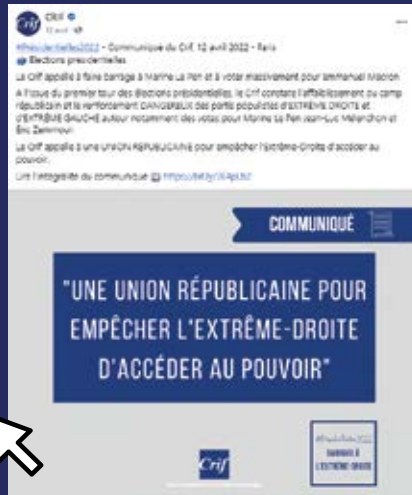 Crif
Crif
12 avril
#Présidentielles2022 - Communiqué du Crif, 12 avril 2022 - Paris
Elections présidentielles
Le Crif appelle à faire barrage à Marine Le Pen et à voter massivement pour Emmanuel Macron
A l'issue du premier tour des élections présidentielles, le Crif constate l'affaiblissement du camp
républicain et le renforcement DANGEREUX des partis populistes d'EXTRÊME DROITE et
d'EXTRÊME GAUCHE autour notamment des votes pour Marine Le Pen Jean-Luc Mélenchon et
Éric Zemmour.
Le Crif appelle à une UNION RÉPUBLICAINE pour empêcher l'Extrême-Droite d'accéder au
pouvoir.
Lire l'intégralité du communiqué
COMMUNIQUÉ
"UNE UNION RÉPUBLICAINE POUR
EMPÊCHER L'EXTRÊME-DROITE
D'ACCÉDER AU POUVOIR"
Crif
#Présidentielles2022
BARRAGE À
L'EXTRÊME-DROITE